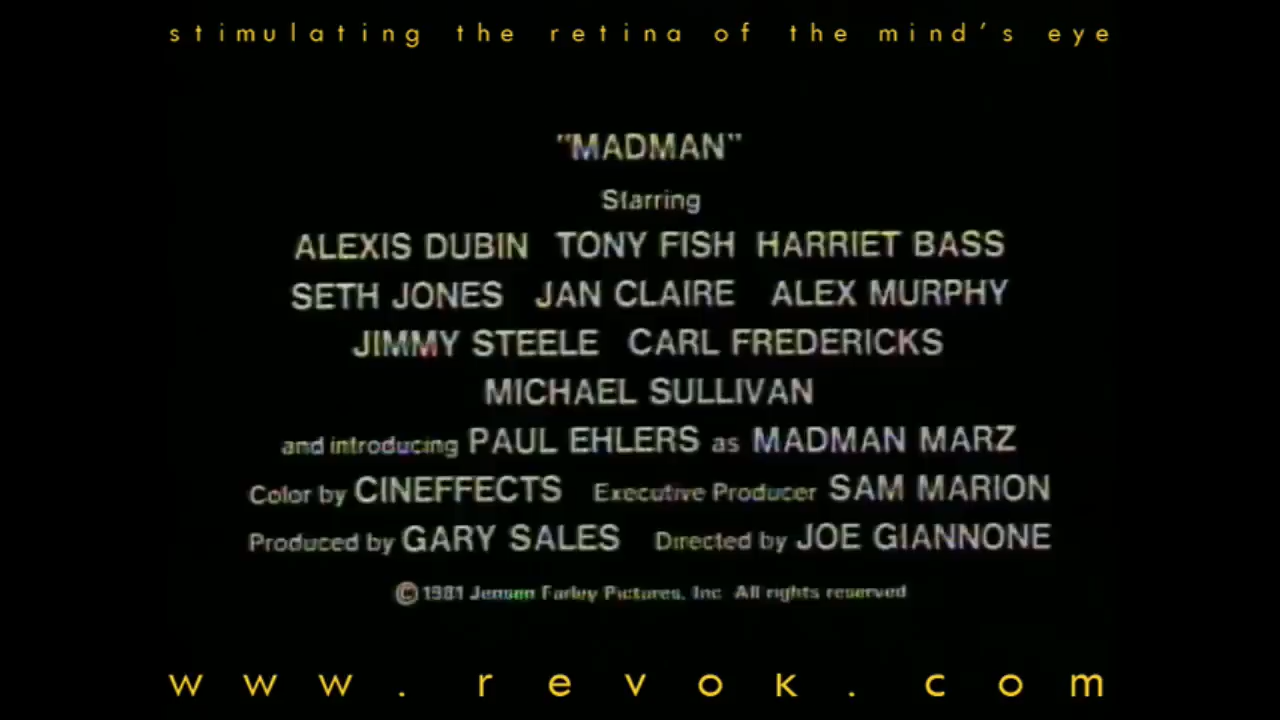 stimulating the retina of the mind's eye
"MADMAN"
Starring
ALEXIS DUBIN TONY FISH HARRIET BASS
SETH JONES JAN CLAIRE ALEX MURPHY
JIMMY STEELE CARL FREDERICKS
MICHAEL SULLIVAN
and introducing PAUL EHLERS as MADMAN MARZ
Color by CINEFFECTS Executive Producer SAM MARION
Produced by GARY SALES Directed by JOE GIANNONE
© 1981 Jensen Farley Pictures, Inc All rights reserved
www.revok.com